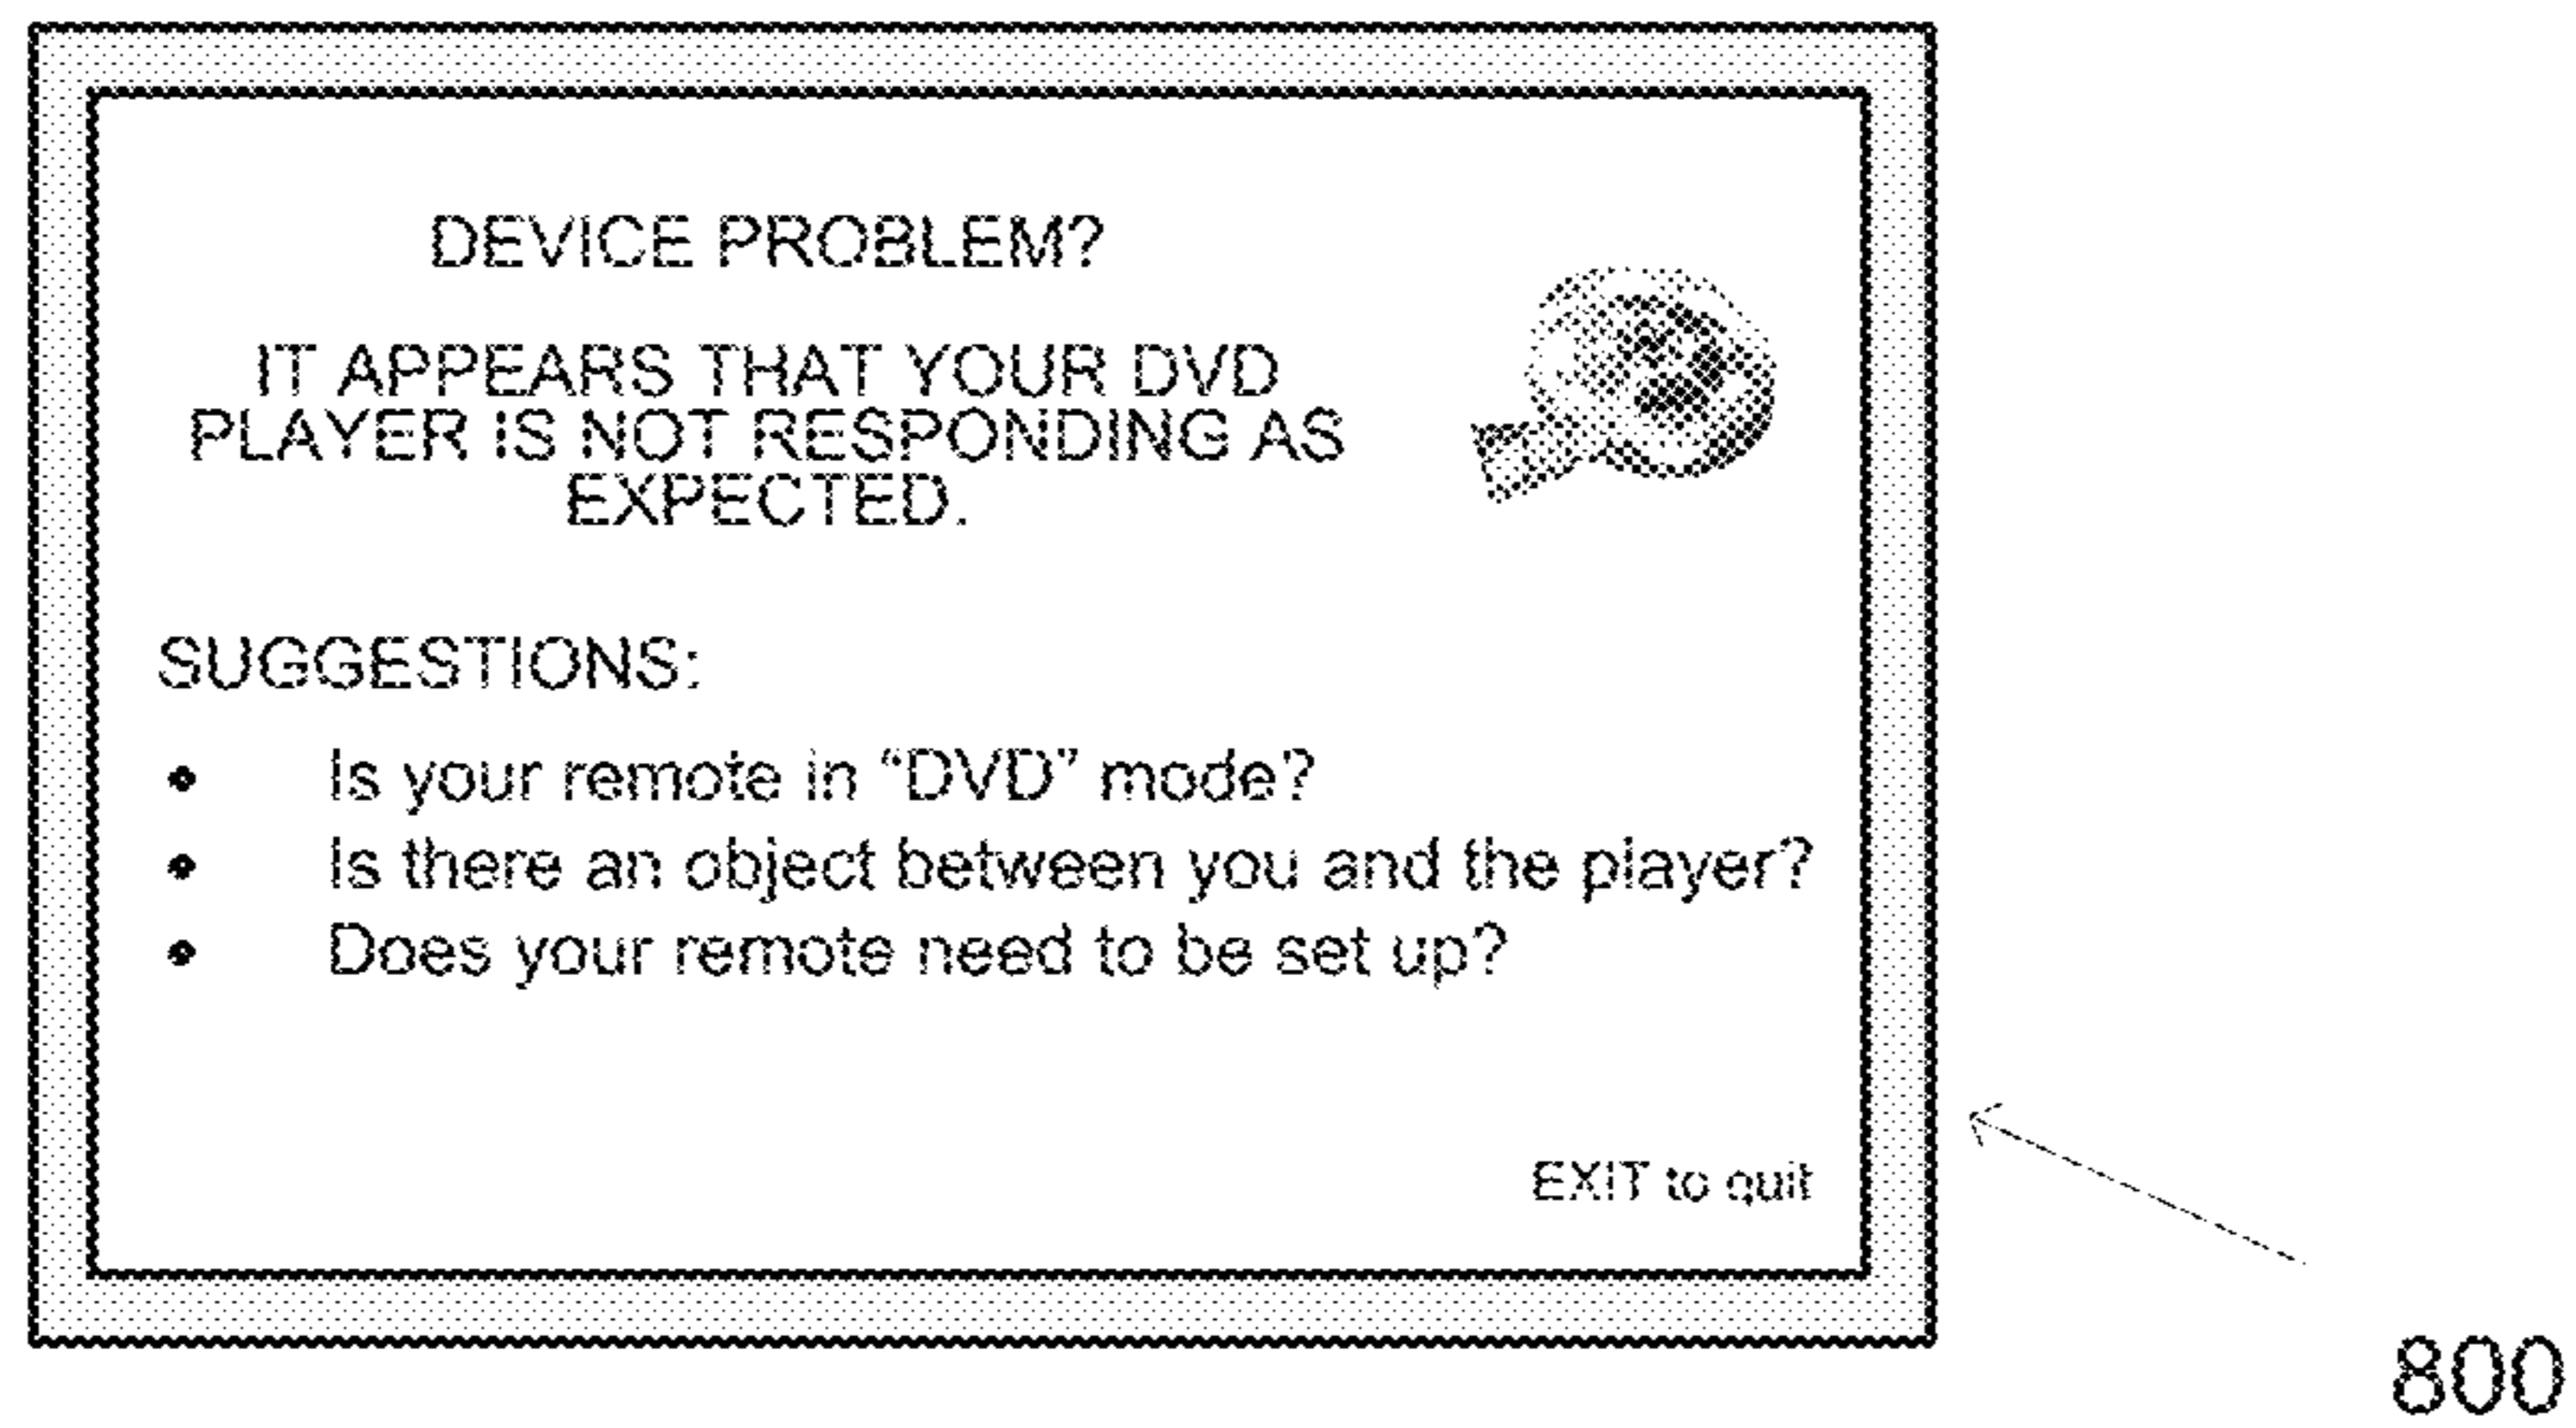 DEVICE PROBLEM?
IT APPEARS THAT YOUR DVD
PLAYER IS NOT RESPONDING AS
EXPECTED.
SUGGESTIONS:
• Is your remote in “DVD” mode?
• Is there an object between you and the player?
• Does your remote need to be set up?
EXIT to quit
800